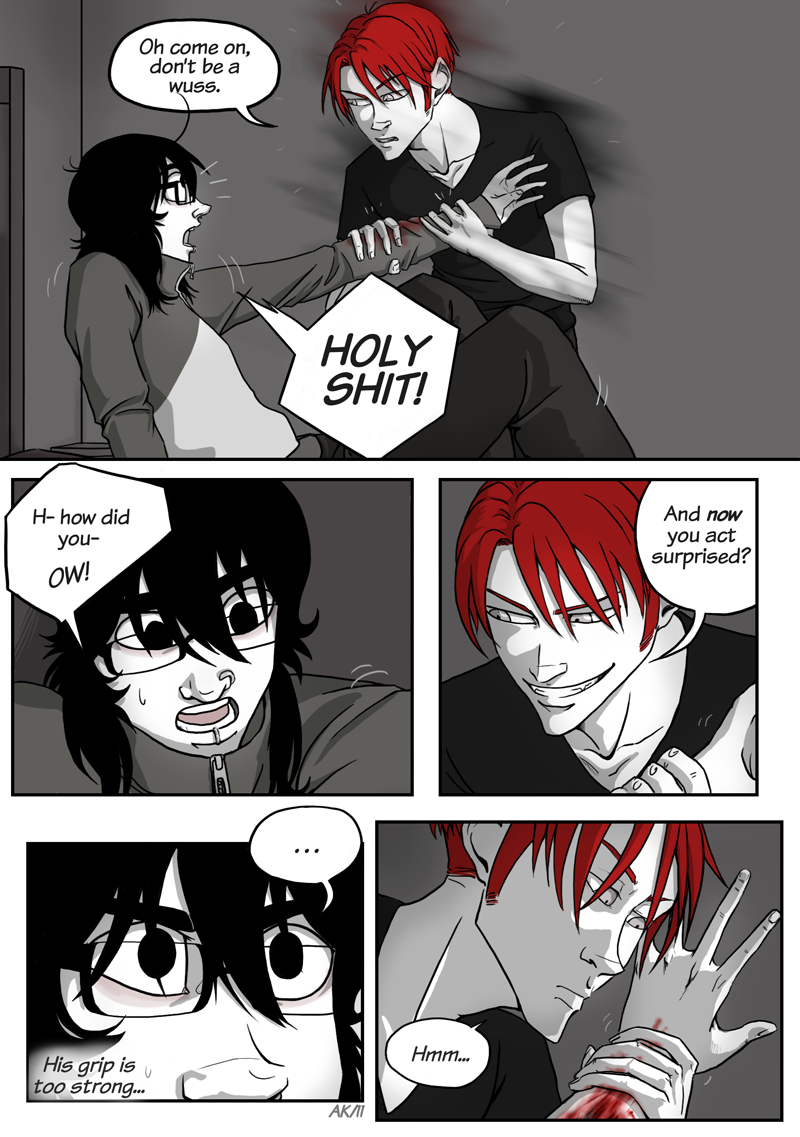 Oh come on,
don't be a
wuss.
HOLY
SHIT!
H- how did
you-
OW!
And now
you act
surprised?
...
His grip is
too strong...
Hmm...
AK/11